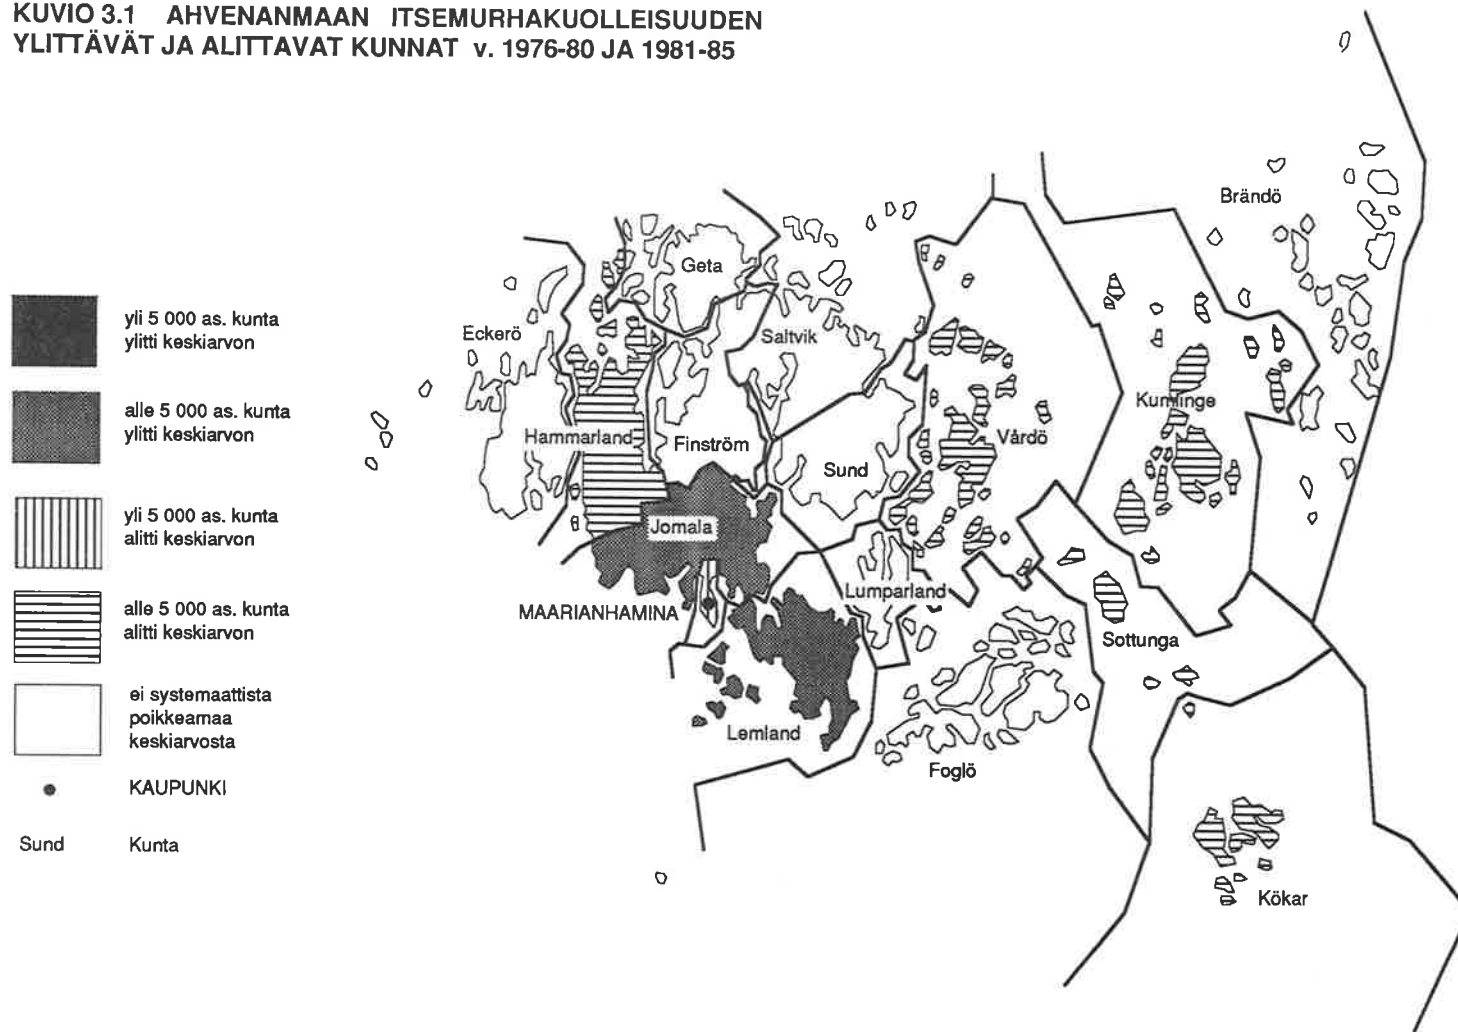 KUVIO 3.1 AHVENANMAAN ITSEMURHAKUOLLEISUUDEN
YLITTÄVÄT JA ALITTAVAT KUNNAT v. 1976-80 JA 1981-85
yli 5 000 as. kunta
ylitti keskiarvon
alle 5 000 as. kunta
ylitti keskiarvon
yli 5 000 as. kunta
alitti keskiarvon
alle 5 000 as. kunta
alitti keskiarvon
ei systemaattista
poikkeamaa
keskiarvosta
KAUPUNKI
Sund Kunta
Brändö
Geta
Eckerö
Saltvik
Kumlinge
Hammarland
Finström
Vårdö
Sund
Jomala
Lumparland
MAARIANHAMINA
Sottunga
Lemland
Foglö
Kökar